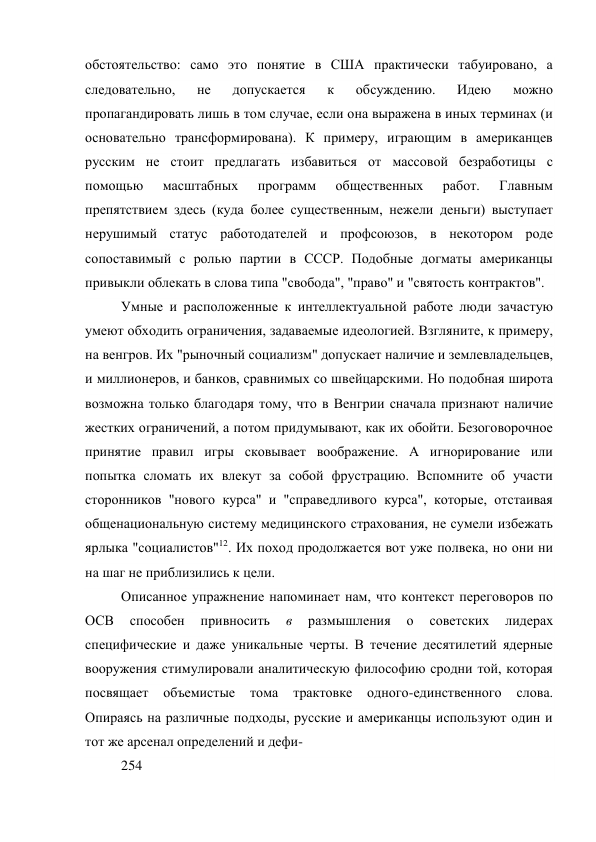 обстоятельство: само это понятие в США практически табуировано, а
следовательно, не допускается к обсуждению. Идею можно
пропагандировать лишь в том случае, если она выражена в иных терминах (и
основательно трансформирована). К примеру, играющим в американцев
русским не стоит предлагать избавиться от массовой безработицы с
помощью масштабных программ общественных работ. Главным
препятствием здесь (куда более существенным, нежели деньги) выступает
нерушимый статус работодателей и профсоюзов, в некотором роде
сопоставимый с ролью партии в СССР. Подобные догматы американцы
привыкли облекать в слова типа "свобода", "право" и "святость контрактов".
Умные и расположенные к интеллектуальной работе люди зачастую
умеют обходить ограничения, задаваемые идеологией. Взгляните, к примеру,
на венгров. Их "рыночный социализм" допускает наличие и землевладельцев,
и миллионеров, и банков, сравнимых со швейцарскими. Но подобная широта
возможна только благодаря тому, что в Венгрии сначала признают наличие
жестких ограничений, а потом придумывают, как их обойти. Безоговорочное
принятие правил игры сковывает воображение. А игнорирование или
попытка сломать их влекут за собой фрустрацию. Вспомните об участи
сторонников "нового курса" и "справедливого курса", которые, отстаивая
общенациональную систему медицинского страхования, не сумели избежать
ярлыка "социалистов"12. Их поход продолжается вот уже полвека, но они ни
на шаг не приблизились к цели.
Описанное упражнение напоминает нам, что контекст переговоров по
ОСВ способен привносить в размышления о советских лидерах
специфические и даже уникальные черты. В течение десятилетий ядерные
вооружения стимулировали аналитическую философию сродни той, которая
посвящает объемистые тома трактовке одного-единственного слова.
Опираясь на различные подходы, русские и американцы используют один и
тот же арсенал определений и дефи-
254